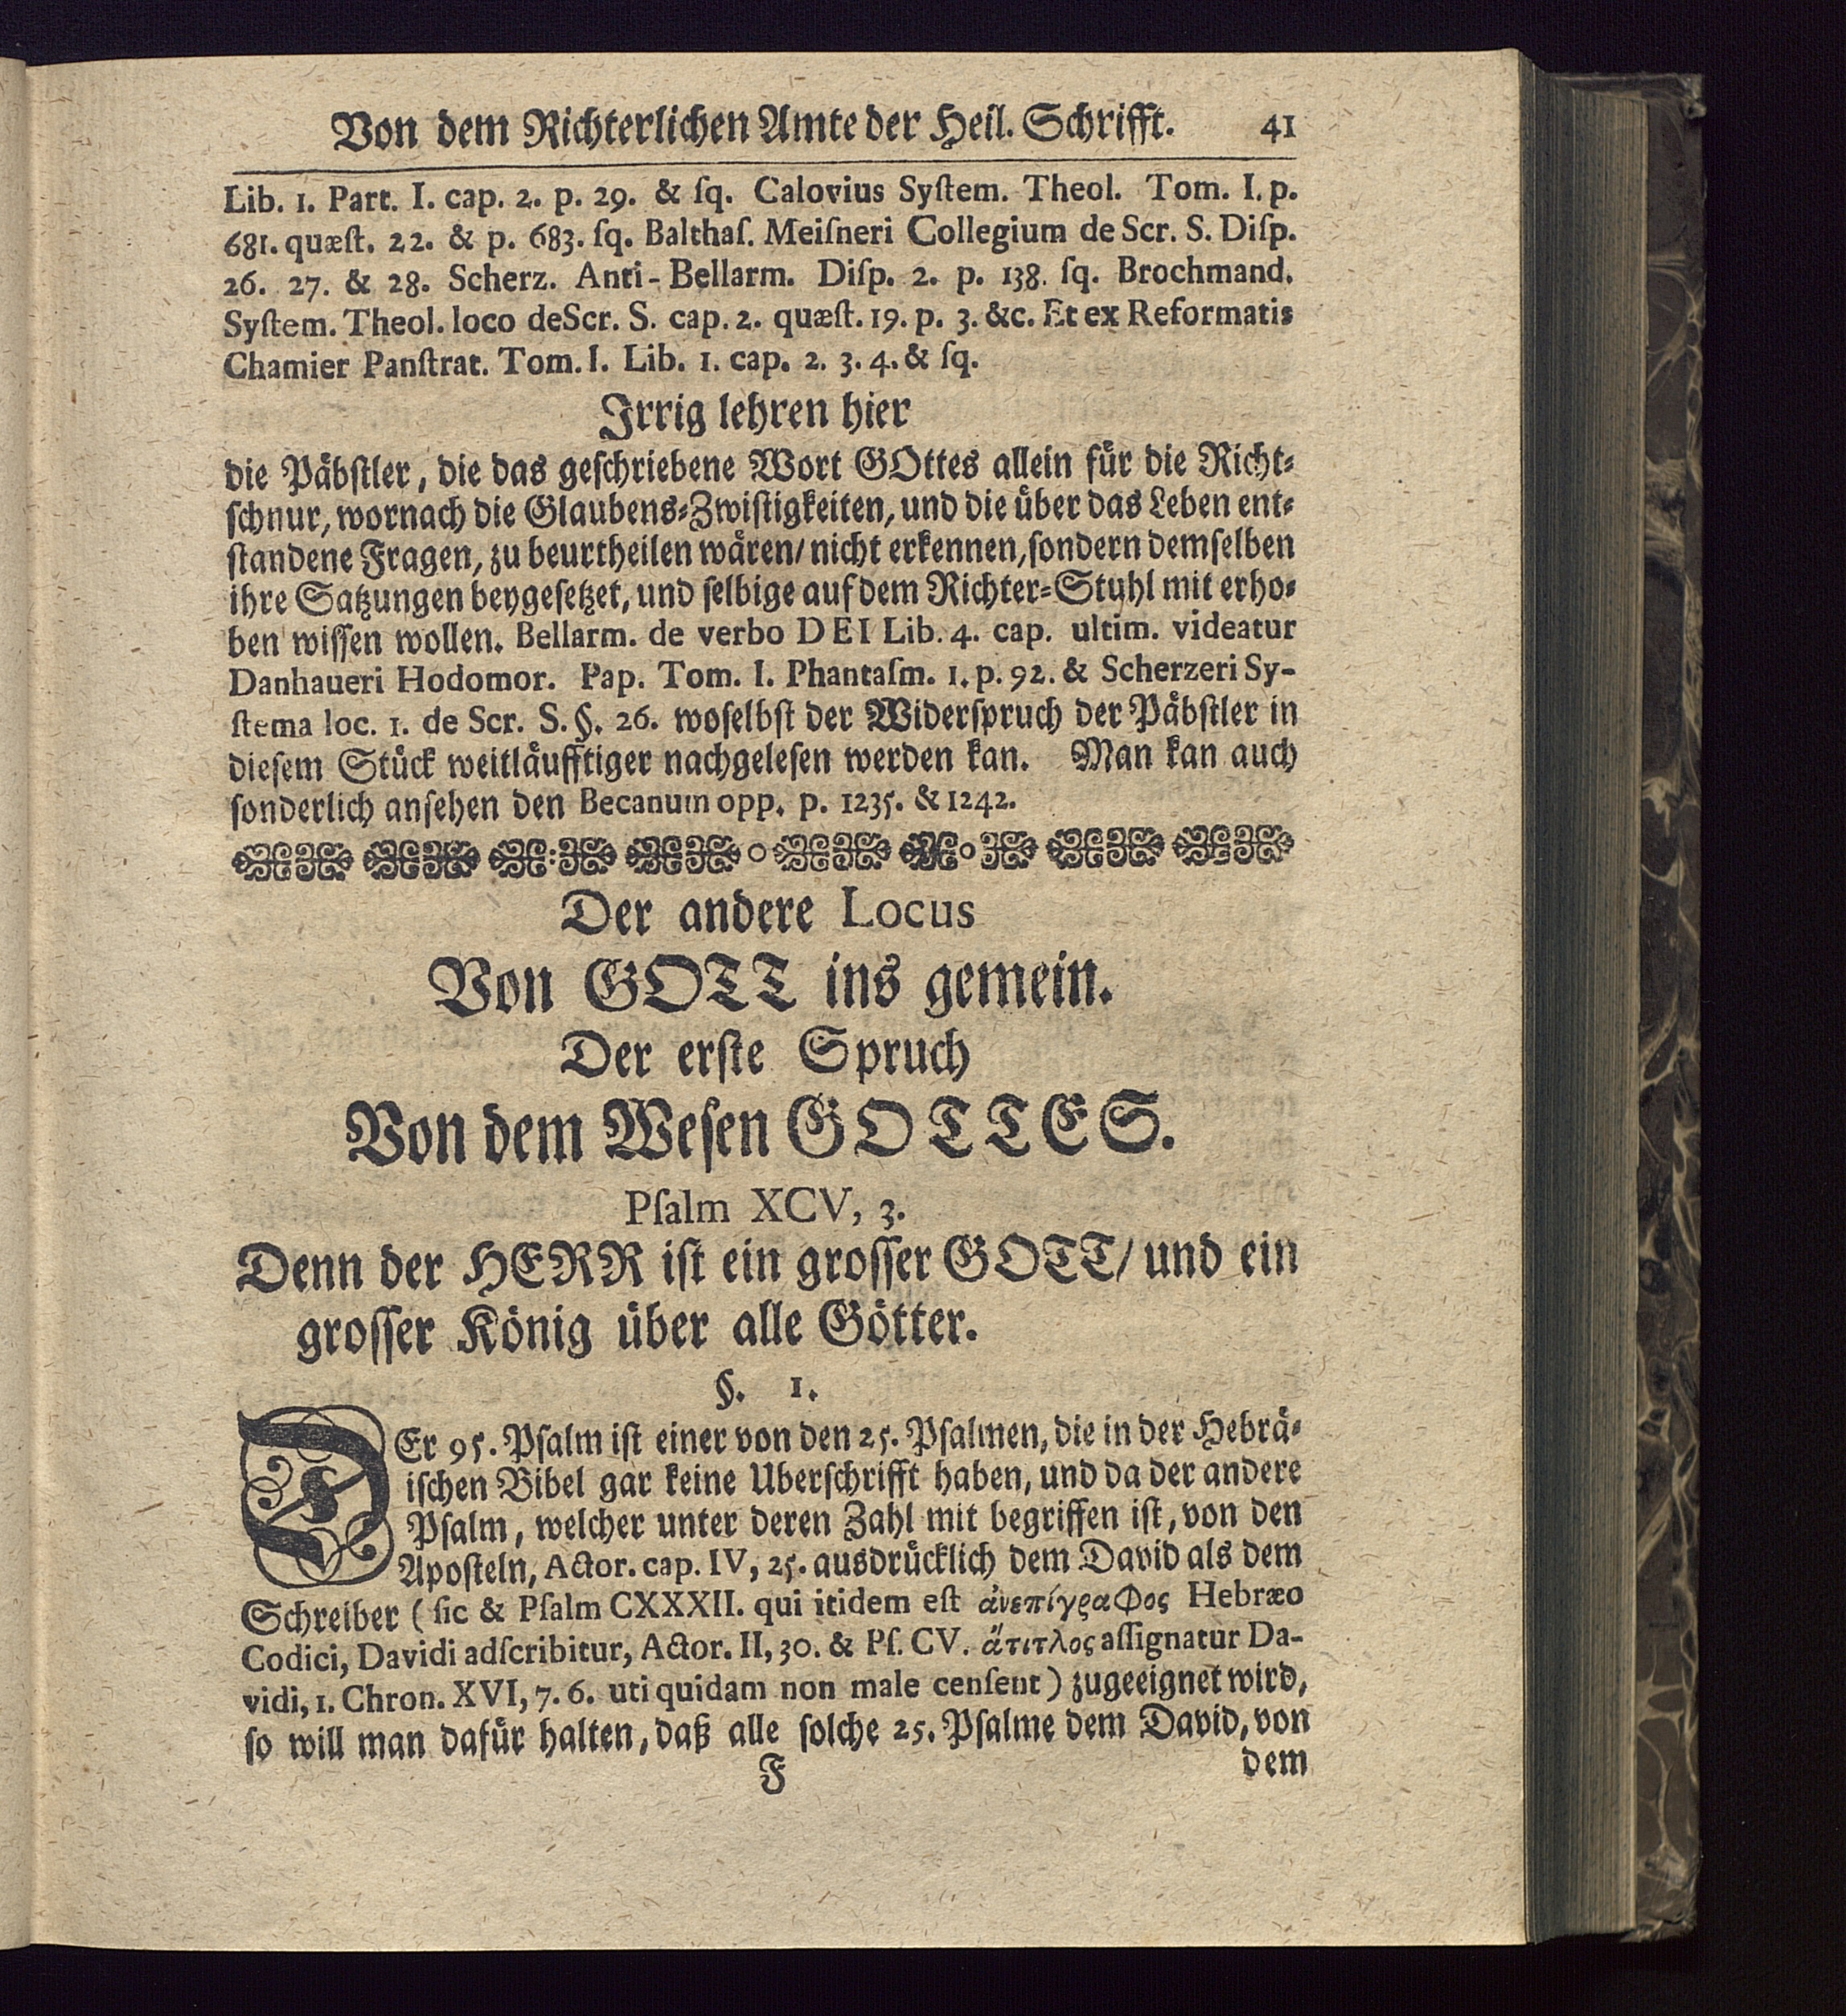 Von dem Richterlichen Amte der Heil. Schrifft. 41
Lib. 1. Part. I. cap. 2. p. 29. & ſq. Calovius Syſtem. Theol. Tom. I. p.
681. quæſt. 22. & p. 683. ſq. Balthaſ. Meiſneri Collegium de Scr. S. Diſp.
26. 27. & 28. Scherz. Anti-Bellarm. Diſp. 2. p. 138. ſq. Brochmand.
Syſtem. Theol. loco de Scr. S. cap. 2. quæſt. 19. p. 3. &c. Et ex Reformatis
Chamier Panſtrat. Tom. I. Lib. 1. cap. 2. 3. 4. & ſq.
Irrig lehren hier
die Päbſtler, die das geſchriebene Wort GOttes allein für die Richt-
ſchnur, wornach die Glaubens-Zwiſtigkeiten, und die über das Leben ent-
ſtandene Fragen, zu beurtheilen wären/ nicht erkennen, ſondern demſelben
ihre Satzungen beygeſetzet, und ſelbige auf dem Richter-Stuhl mit erho-
ben wiſſen wollen. Bellarm. de verbo DEI Lib. 4. cap. ultim. videatur
Danhaueri Hodomor. Pap. Tom. I. Phantaſm. 1. p. 92. & Scherzeri Sy-
ſtema loc. 1. de Scr. S. §. 26. woſelbſt der Widerſpruch der Päbſtler in
dieſem Stück weitläufftiger nachgeleſen werden kan. Man kan auch
ſonderlich anſehen den Becanum opp. p. 1235. & 1242.
Der andere Locus
Von GOTT ins gemein.
Der erſte Spruch
Von dem Weſen GOTTES.
Pſalm XCV, 3.
Denn der HERR iſt ein groſſer GOTT/ und ein
groſſer König über alle Götter.
§. 1.
DEr 95. Pſalm iſt einer von den 25. Pſalmen, die in der Hebrä-
iſchen Bibel gar keine Uberſchrifft haben, und da der andere
Pſalm, welcher unter deren Zahl mit begriffen iſt, von den
Apoſteln, Actor. cap. IV, 25. ausdrücklich dem David als dem
Schreiber (ſic & Pſalm CXXXII. qui itidem eſt ἀνεπίγραφος Hebræo
Codici, Davidi adſcribitur, Actor. II, 30. & Pſ. CV. ἄτιτλος aſſignatur Da-
vidi, 1. Chron. XVI, 7. 6. uti quidam non male cenſent) zugeeignet wird,
ſo will man dafür halten, daß alle ſolche 25. Pſalme dem David, von
F dem